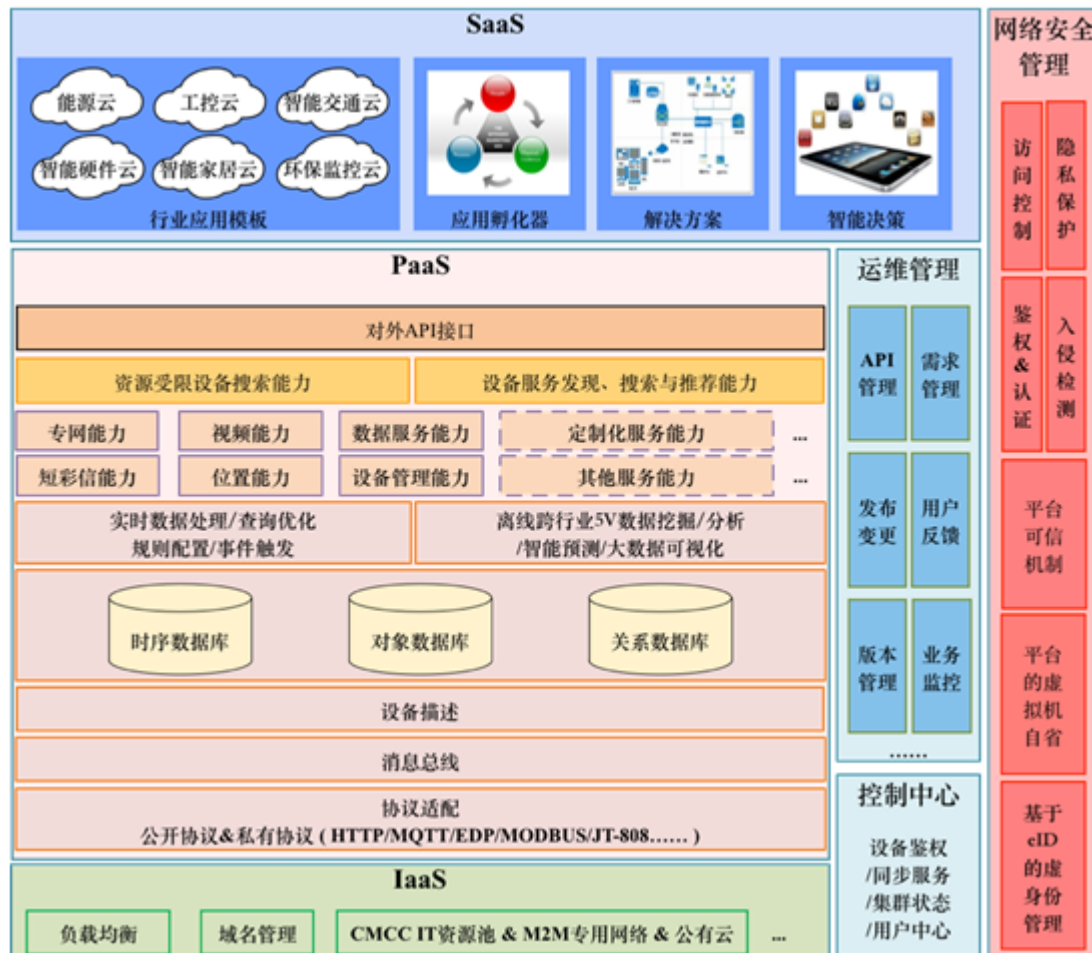 SaaS
能源云
工控云
智能交通云
智能硬件云
智能家居云
环保监控云
行业应用模板
应用孵化器
解决方案
智能决策
PaaS
对外API接口
资源受限设备搜索能力
设备服务发现、搜索与推荐能力
专网能力
视频能力
数据服务能力
定制化服务能力
...
短彩信能力
位置能力
设备管理能力
其他服务能力
...
实时数据处理/查询优化
规则配置/事件触发
离线跨行业5V数据挖掘/分析
/智能预测/大数据可视化
时序数据库
对象数据库
关系数据库
设备描述
消息总线
协议适配
公开协议&私有协议 ( HTTP/MQTT/EDP/MODBUS/JT-808…… )
IaaS
负载均衡
域名管理
CMCC IT资源池 & M2M专用网络 & 公有云
...
运维管理
API
管理
需求
管理
发布
变更
用户
反馈
版本
管理
业务
监控
……
控制中心
设备鉴权
/同步服务
/集群状态
/用户中心
网络安全
管理
访问控制
隐私保护
鉴权&认证
入侵检测
平台
可信
机制
平台
的虚
拟机
自省
基于
eID
的虚
身份
管理